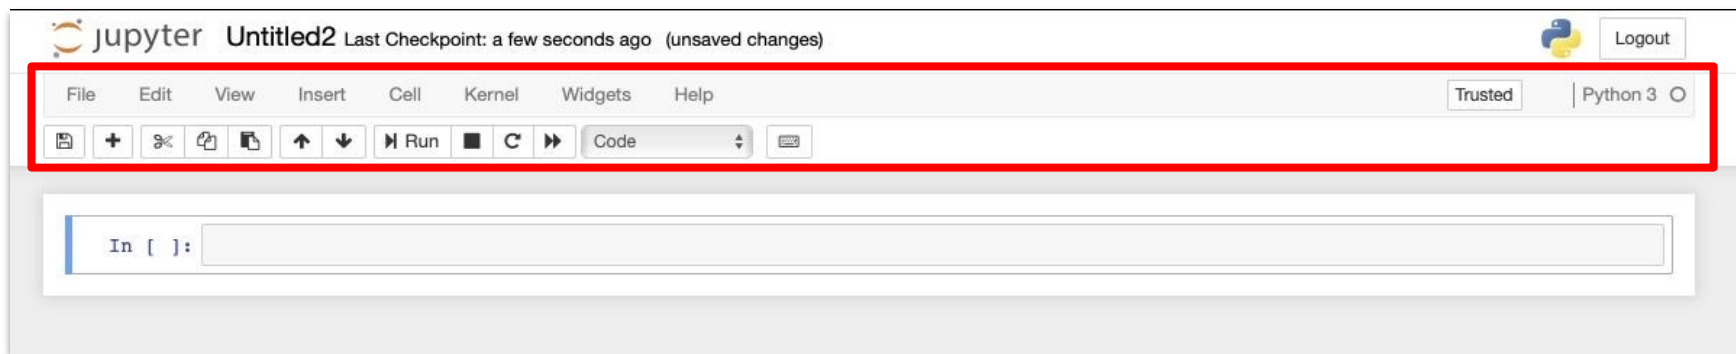 jupyter Untitled2 Last Checkpoint: a few seconds ago (unsaved changes) Logout
File Edit View Insert Cell Kernel Widgets Help Trusted Python 3
Run Code
In [ ]: